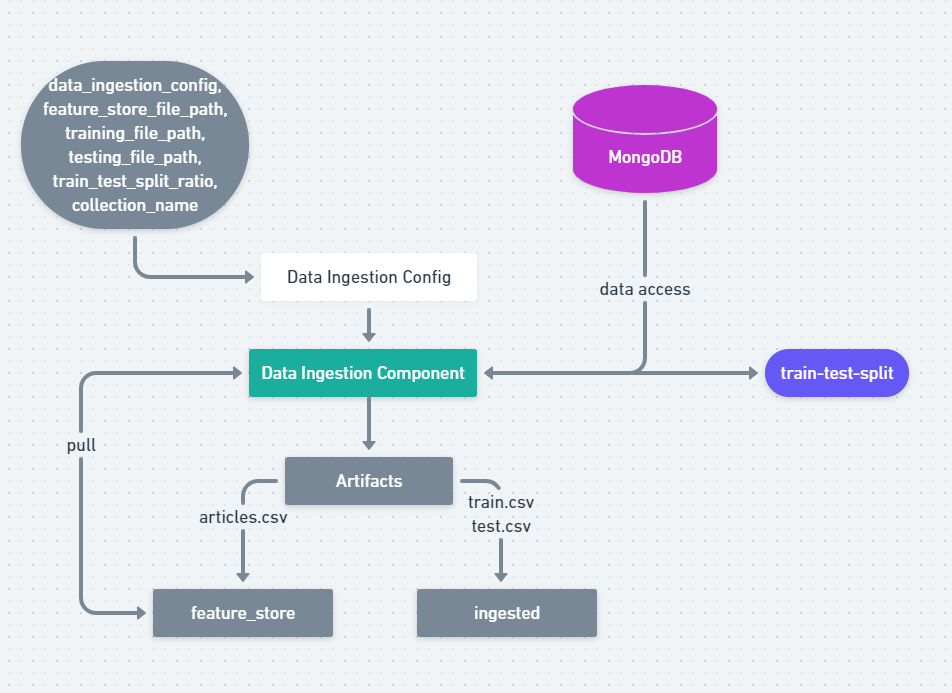 data_ingestion_config,
feature_store_file_path,
training_file_path,
testing_file_path,
train_test_split_ratio,
collection_name
MongoDB
Data Ingestion Config
data access
Data Ingestion Component
train-test-split
pull
Artifacts
articles.csv
train.csv
test.csv
feature_store
ingested